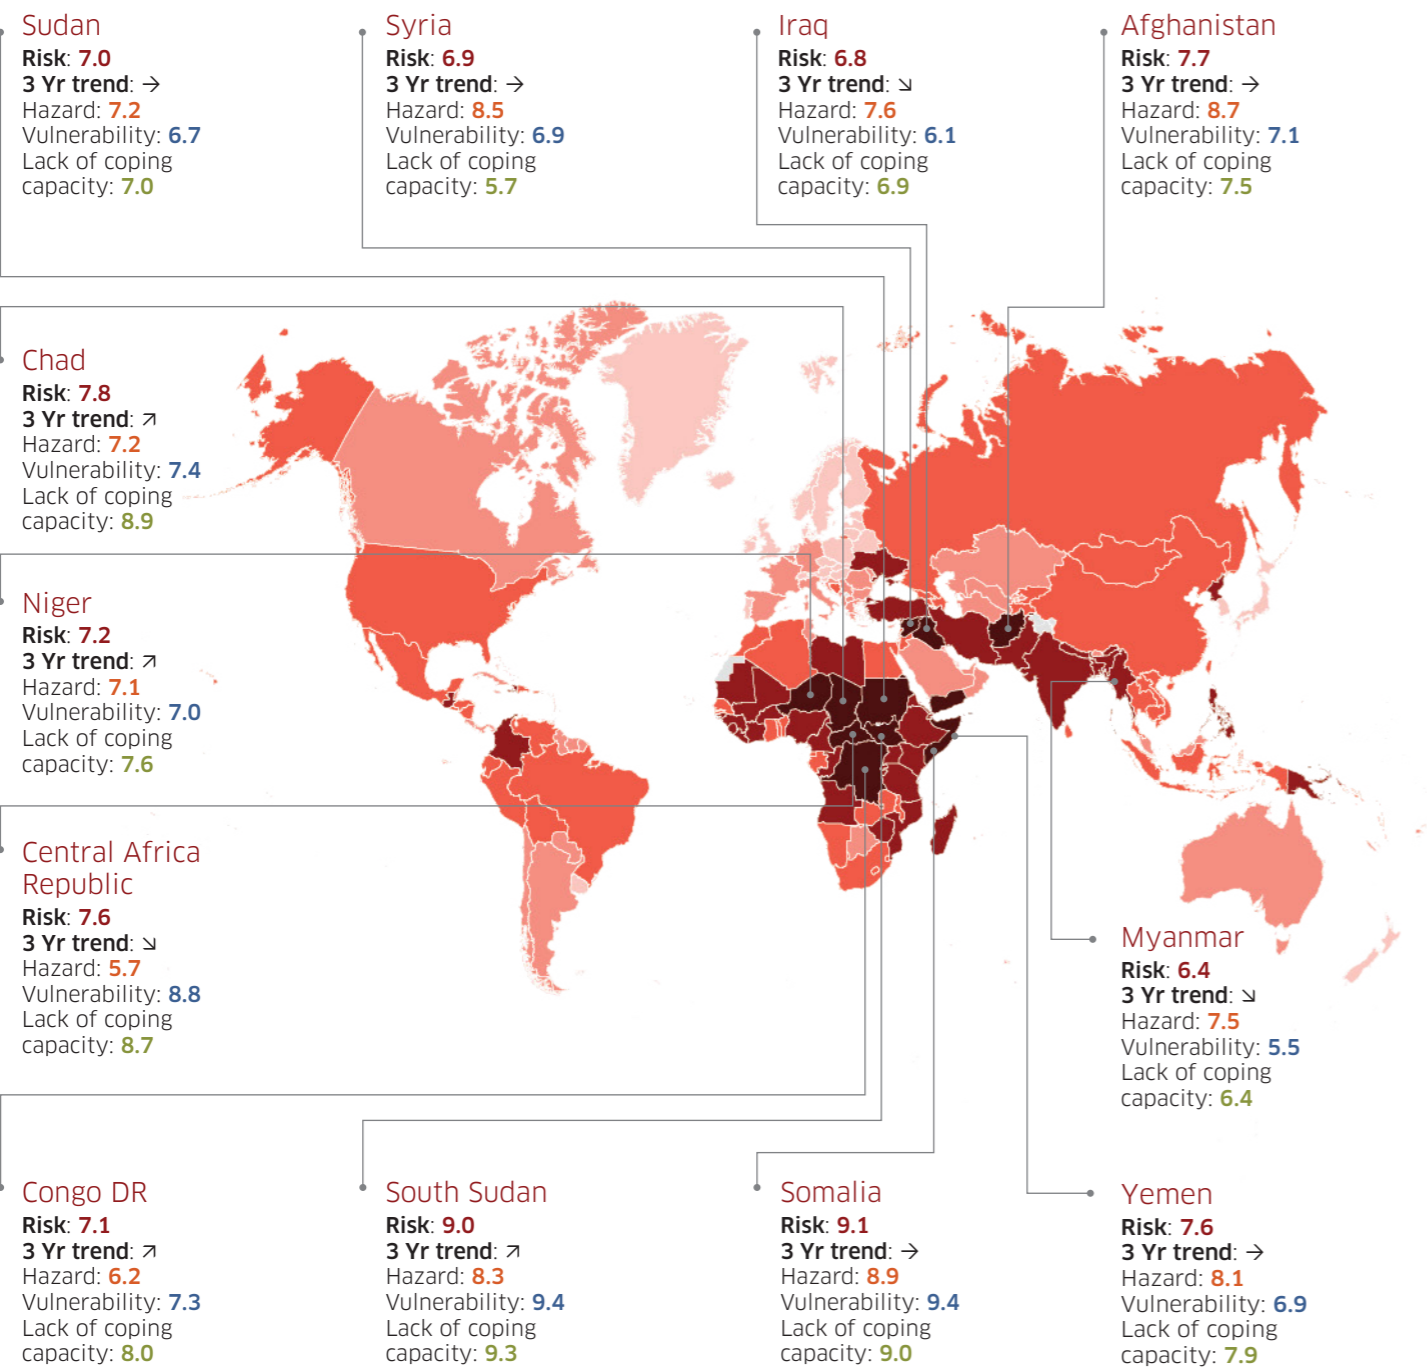 Sudan
Risk: 7.0
3 Yr trend: →
Hazard: 7.2
Vulnerability: 6.7
Lack of coping
capacity: 7.0
Syria
Risk: 6.9
3 Yr trend: →
Hazard: 8.5
Vulnerability: 6.9
Lack of coping
capacity: 5.7
Iraq
Risk: 6.8
3 Yr trend: ↘
Hazard: 7.6
Vulnerability: 6.1
Lack of coping
capacity: 6.9
Afghanistan
Risk: 7.7
3 Yr trend: →
Hazard: 8.7
Vulnerability: 7.1
Lack of coping
capacity: 7.5
Chad
Risk: 7.8
3 Yr trend: ↗
Hazard: 7.2
Vulnerability: 7.4
Lack of coping
capacity: 8.9
Niger
Risk: 7.2
3 Yr trend: ↗
Hazard: 7.1
Vulnerability: 7.0
Lack of coping
capacity: 7.6
Central Africa
Republic
Risk: 7.6
3 Yr trend: ↘
Hazard: 5.7
Vulnerability: 8.8
Lack of coping
capacity: 8.7
Myanmar
Risk: 6.4
3 Yr trend: ↘
Hazard: 7.5
Vulnerability: 5.5
Lack of coping
capacity: 6.4
Congo DR
Risk: 7.1
3 Yr trend: ↗
Hazard: 6.2
Vulnerability: 7.3
Lack of coping
capacity: 8.0
South Sudan
Risk: 9.0
3 Yr trend: ↗
Hazard: 8.3
Vulnerability: 9.4
Lack of coping
capacity: 9.3
Somalia
Risk: 9.1
3 Yr trend: →
Hazard: 8.9
Vulnerability: 9.4
Lack of coping
capacity: 9.0
Yemen
Risk: 7.6
3 Yr trend: →
Hazard: 8.1
Vulnerability: 6.9
Lack of coping
capacity: 7.9